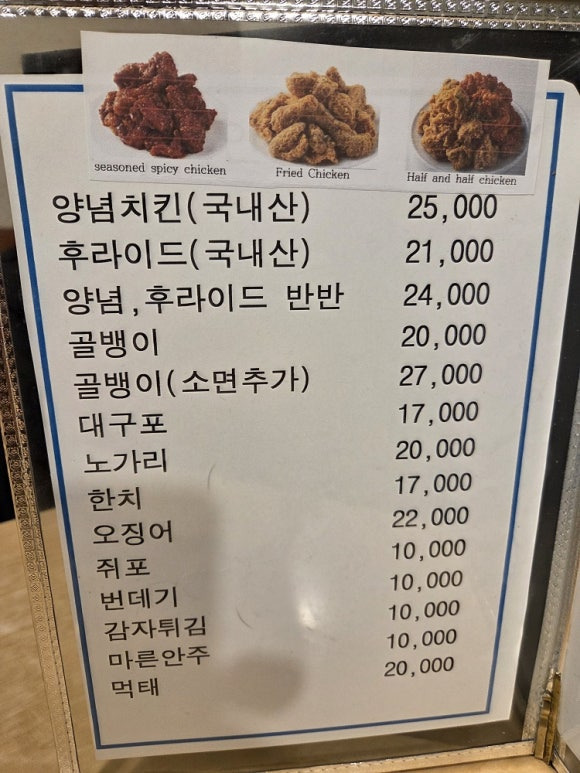 seasoned spicy chicken
Fried Chicken
Half and half chicken
양념치킨(국내산) 25,000
후라이드(국내산) 21,000
양념,후라이드 반반 24,000
골뱅이 20,000
골뱅이(소면추가) 27,000
대구포 17,000
노가리 20,000
한치 17,000
오징어 22,000
쥐포 10,000
번데기 10,000
감자튀김 10,000
마른안주 10,000
먹태 20,000